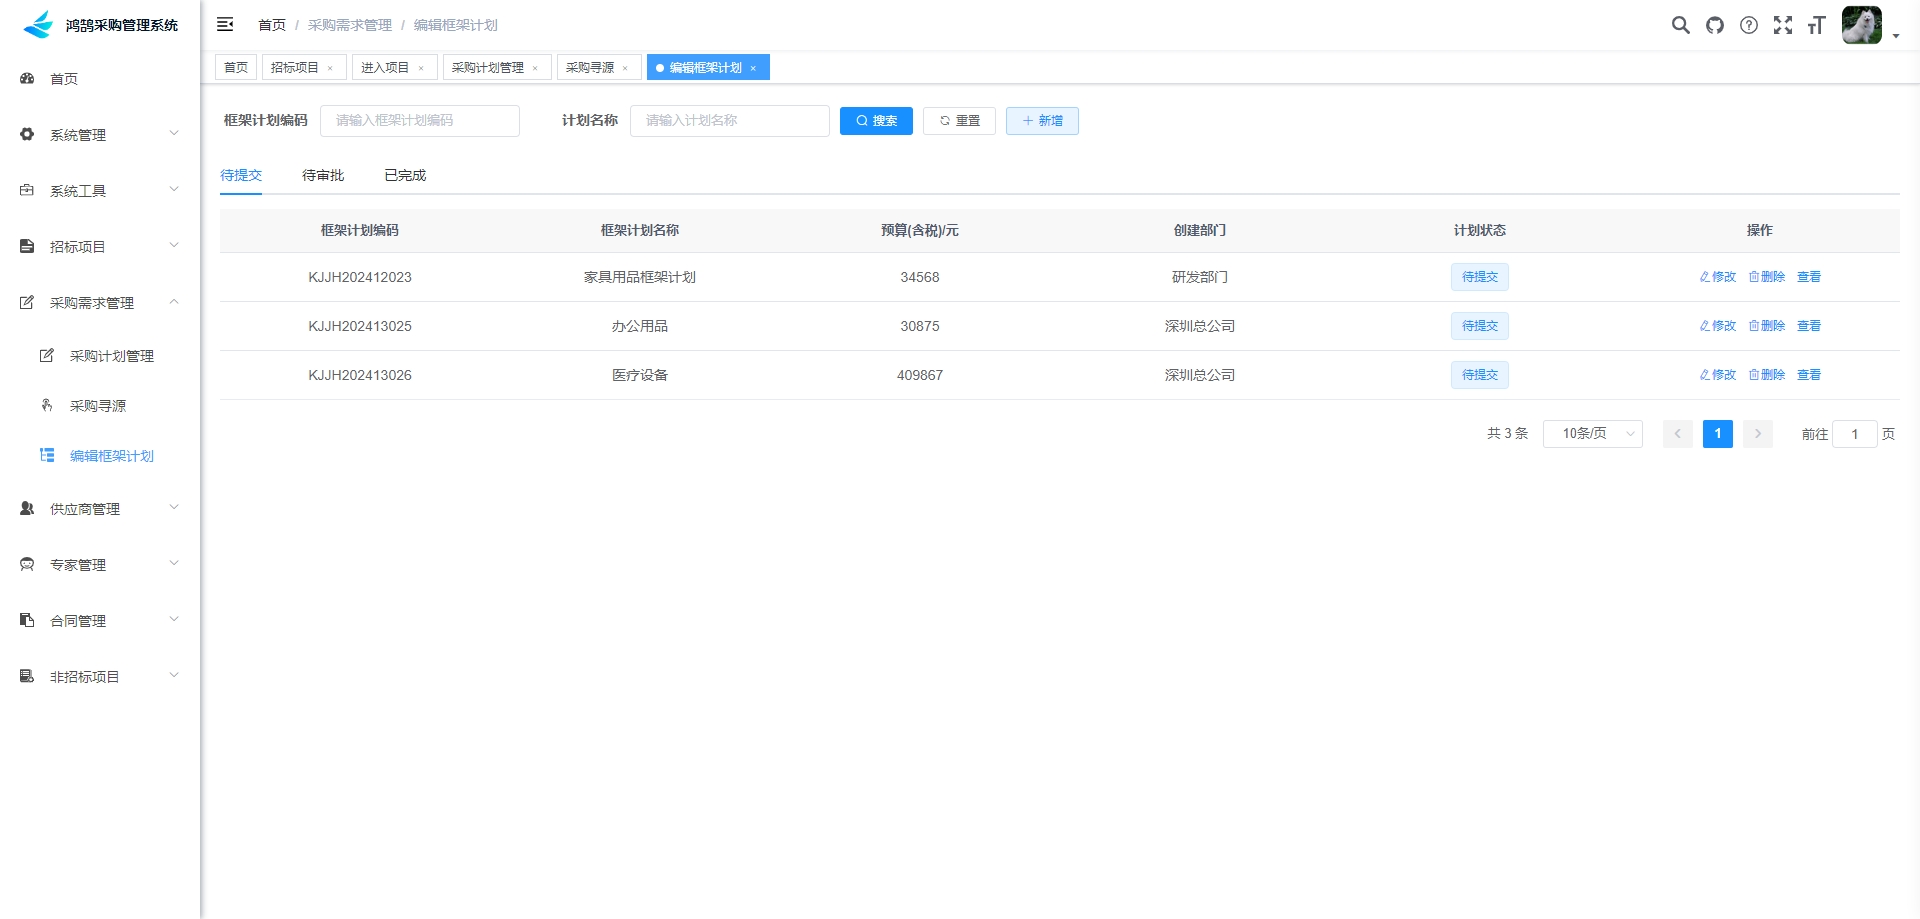 鸿鹄采购管理系统
首页 / 采购需求管理 / 编辑框架计划
首页 招标项目 × 进入项目 × 采购计划管理 × 采购寻源 × 编辑框架计划 ×
首页
系统管理
系统工具
招标项目
采购需求管理
采购计划管理
采购寻源
编辑框架计划
供应商管理
专家管理
合同管理
非招标项目
框架计划编码 请输入框架计划编码 计划名称 请输入计划名称 搜索 重置 新增
待提交 待审批 已完成
框架计划编码 框架计划名称 预算(含税)/元 创建部门 计划状态 操作
KJJH202412023 家具用品框架计划 34568 研发部门 待提交 修改 删除 查看
KJJH202413025 办公用品 30875 深圳总公司 待提交 修改 删除 查看
KJJH202413026 医疗设备 409867 深圳总公司 待提交 修改 删除 查看
共 3 条 10条/页 1 前往 1 页